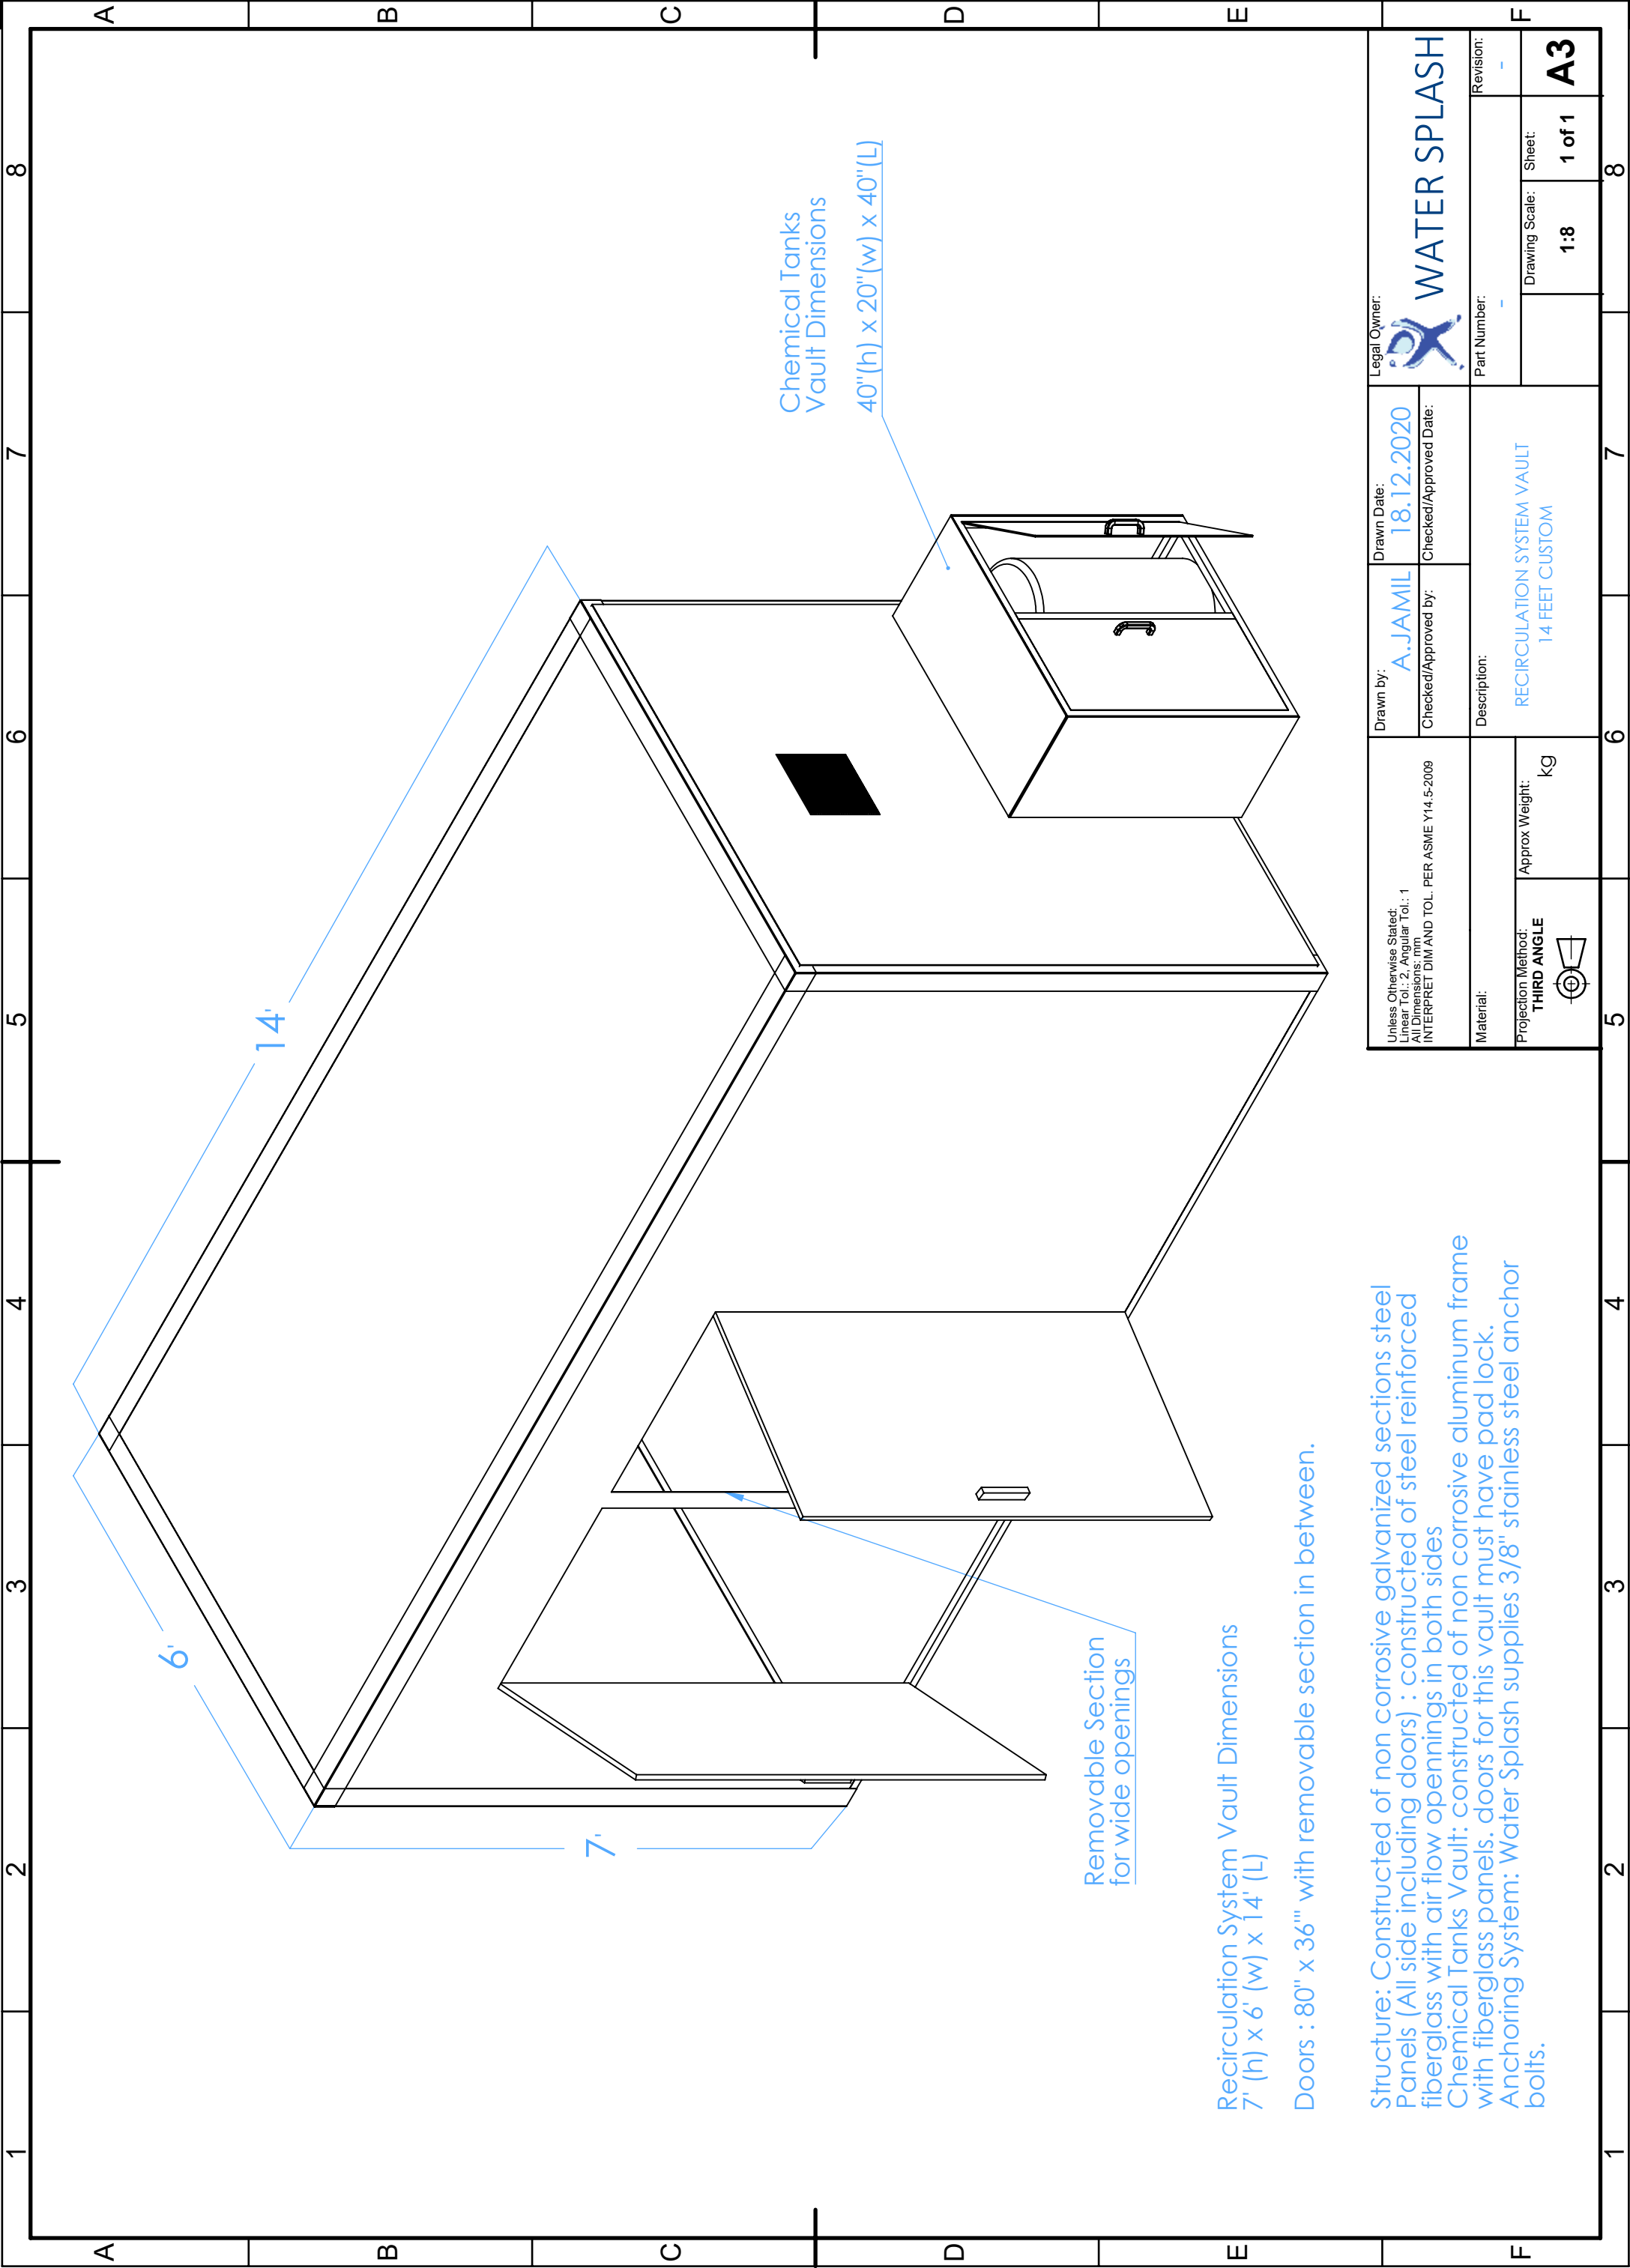 1 2 3 4 5 6 7 8
A A
B B
C C
D D
E E
F F
14'
6'
7'
Chemical Tanks
Vault Dimensions
40"(h) x 20"(w) x 40"(L)
Removable Section
for wide openings
Recirculation System Vault Dimensions
7' (h) x 6' (w) x 14' (L)
Doors : 80" x 36"' with removable section in between.
Structure: Constructed of non corrosive galvanized sections steel
Panels (All side including doors) : constructed of steel reinforced
fiberglass with air flow opennings in both sides
Chemical Tanks Vault: constructed of non corrosive aluminum frame
with fiberglass panels. doors for this vault must have pad lock.
Anchoring System: Water Splash supplies 3/8" stainless steel anchor
bolts.
Unless Otherwise Stated:
Linear Tol.: 2, Angular Tol.: 1
All Dimensions: mm
INTERPRET DIM AND TOL. PER ASME Y14.5-2009
Material:
Projection Method:
THIRD ANGLE
Approx Weight:
kg
Drawn by:
A.JAMIL
Drawn Date:
18.12.2020
Checked/Approved by:
Checked/Approved Date:
Description:
RECIRCULATION SYSTEM VAULT
14 FEET CUSTOM
Legal Owner:
WATER SPLASH
Part Number:
-
Revision:
-
Drawing Scale:
1:8
Sheet:
1 of 1
A3
1 2 3 4 5 6 7 8